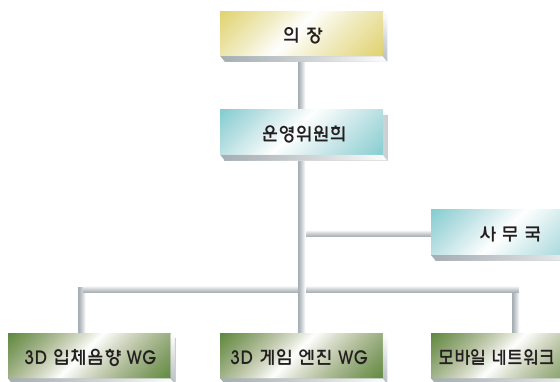 의 장
운영위원회
사 무 국
3D 입체음향 WG
3D 게임 엔진 WG
모바일 네트워크